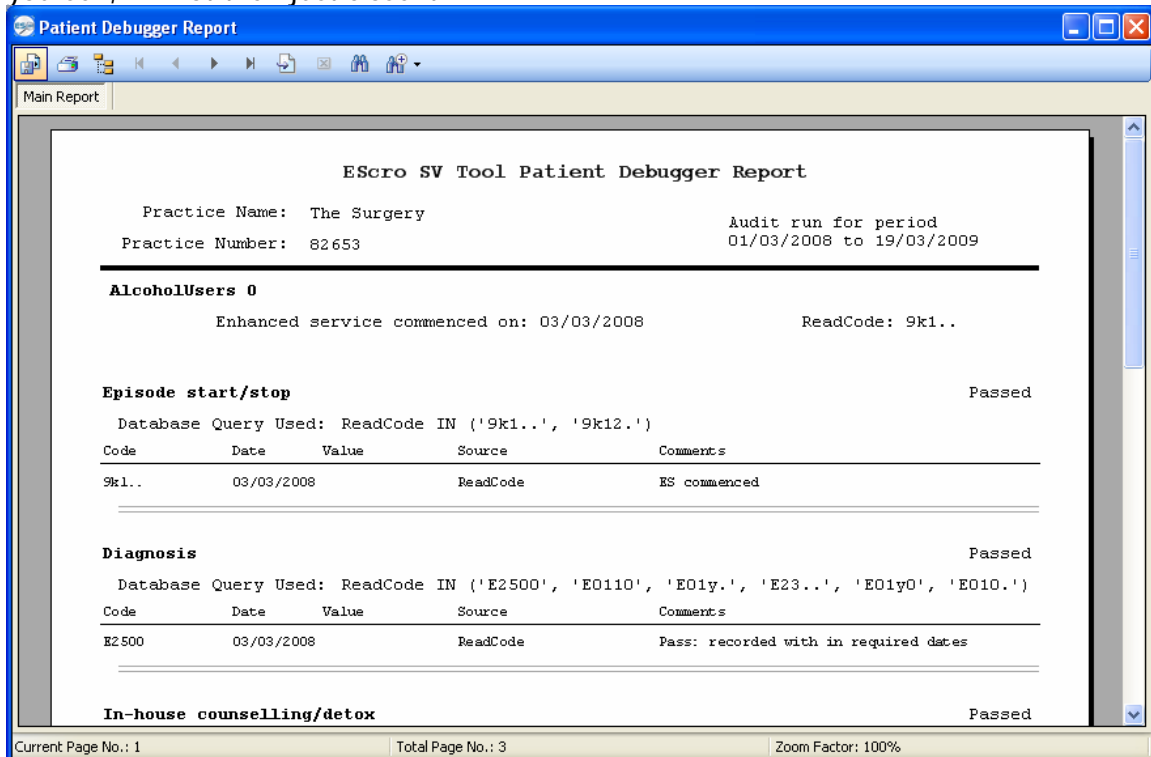 Patient Debugger Report
Main Report
EScro SV Tool Patient Debugger Report
Practice Name: The Surgery
Audit run for period
Practice Number: 82653
01/03/2008 to 19/03/2009
AlcoholUsers 0
Enhanced service commenced on: 03/03/2008 ReadCode: 9k1..
Episode start/stop Passed
Database Query Used: ReadCode IN ('9k1..', '9k12.')
Code Date Value Source Comments
9k1.. 03/03/2008 ReadCode ES commenced
Diagnosis Passed
Database Query Used: ReadCode IN ('E2500', 'E0110', 'E01y.', 'E23..', 'E01y0', 'E010.')
Code Date Value Source Comments
E2500 03/03/2008 ReadCode Pass: recorded with in required dates
In-house counselling/detox Passed
Current Page No.: 1 Total Page No.: 3 Zoom Factor: 100%